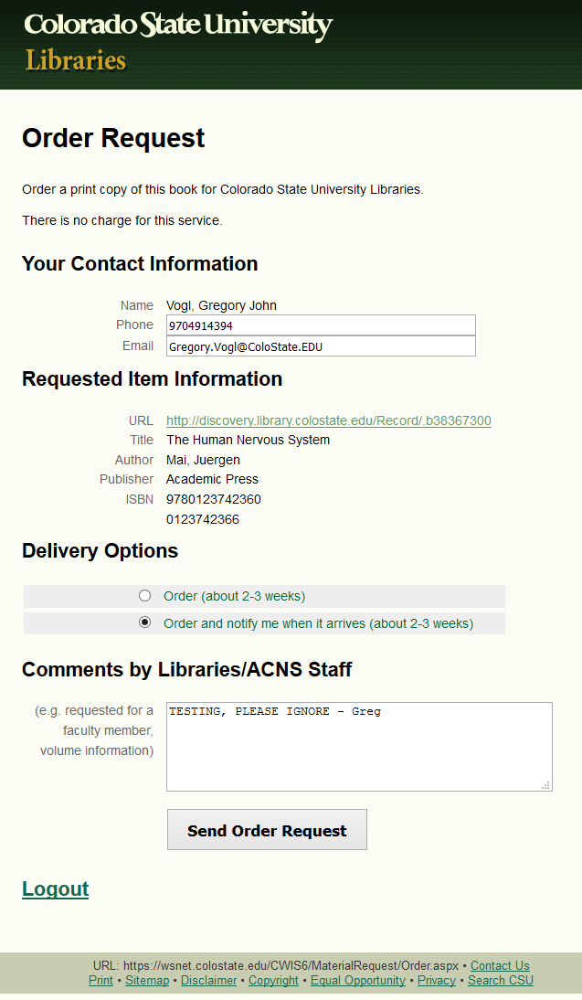 Colorado State University
Libraries
Order Request
Order a print copy of this book for Colorado State University Libraries.
There is no charge for this service.
Your Contact Information
Name Vogl, Gregory John
Phone 9704914394
Email Gregory.Vogl@ColoState.EDU
Requested Item Information
URL http://discovery.library.colostate.edu/Record/.b38367300
Title The Human Nervous System
Author Mai, Juergen
Publisher Academic Press
ISBN 9780123742360
0123742366
Delivery Options
Order (about 2-3 weeks)
Order and notify me when it arrives (about 2-3 weeks)
Comments by Libraries/ACNS Staff
(e.g. requested for a
faculty member,
volume information)
TESTING, PLEASE IGNORE - Greg
Send Order Request
Logout
URL: https://wsnet.colostate.edu/CWIS6/MaterialRequest/Order.aspx • Contact Us
Print • Sitemap • Disclaimer • Copyright • Equal Opportunity • Privacy • Search CSU